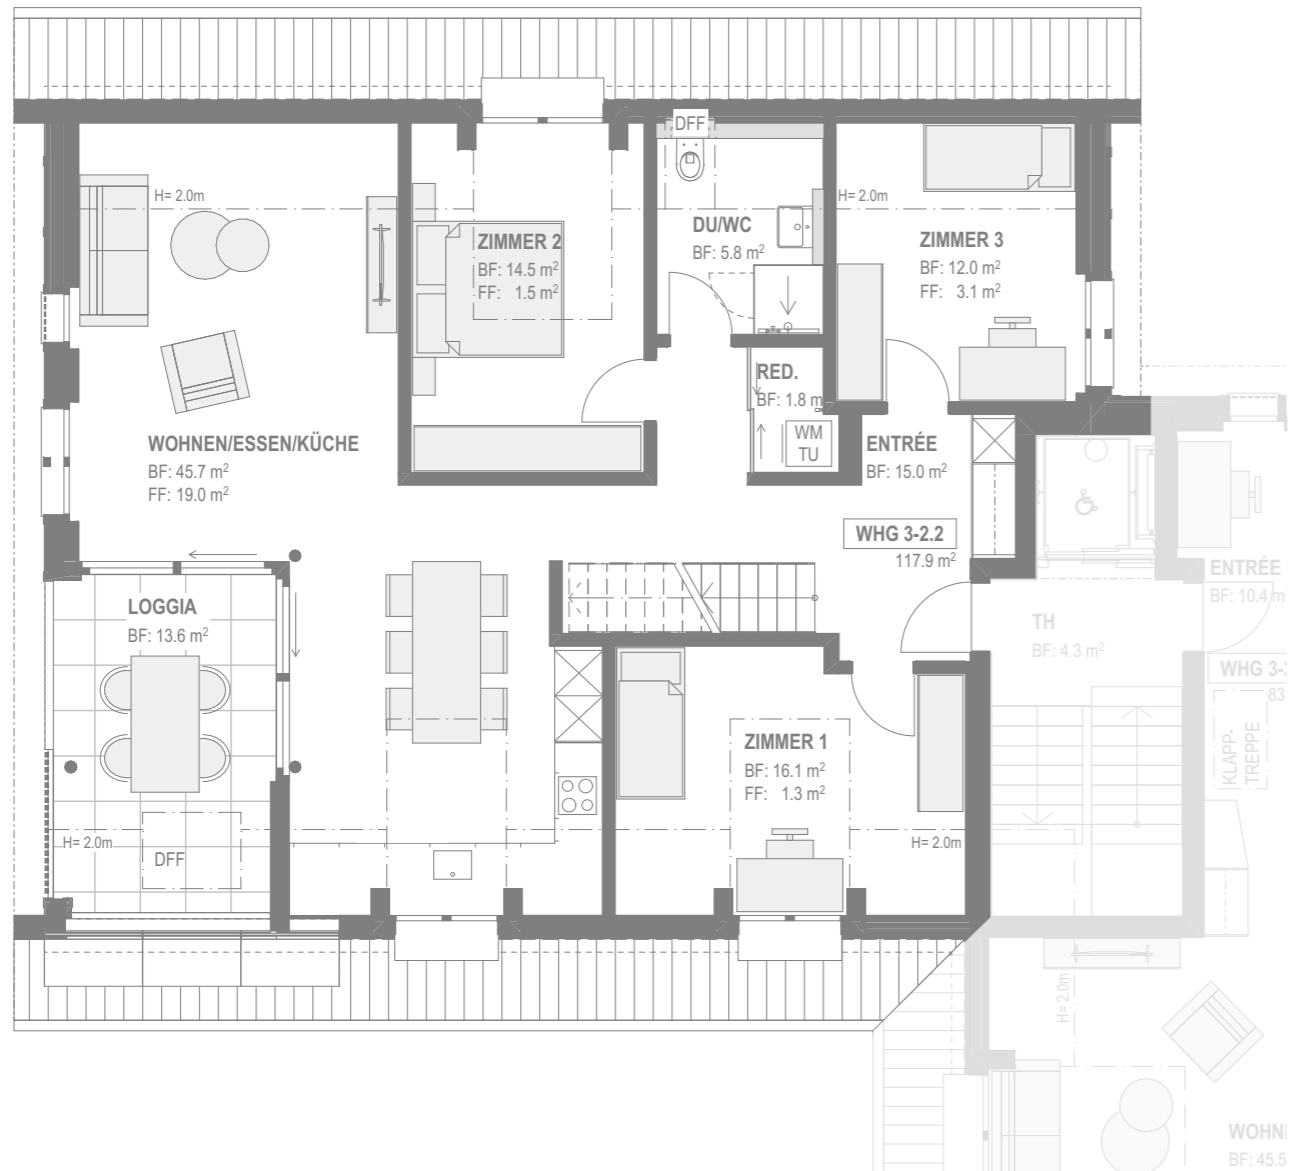 DFF
H= 2.0m
H= 2.0m
ZIMMER 2
BF: 14.5 m²
FF: 1.5 m²
DU/WC
BF: 5.8 m²
ZIMMER 3
BF: 12.0 m²
FF: 3.1 m²
RED.
BF: 1.8 m
WM
TU
WOHNEN/ESSEN/KÜCHE
BF: 45.7 m²
FF: 19.0 m²
ENTRÉE
BF: 15.0 m²
WHG 3-2.2
117.9 m²
LOGGIA
BF: 13.6 m²
TH
BF: 4.3 m²
ENTRÉE
BF: 10.4 m²
WHG 3-2
83
KLAPP-
TREPPE
ZIMMER 1
BF: 16.1 m²
FF: 1.3 m²
H= 2.0m
DFF
H= 2.0m
H= 2.0m
WOHN
BF: 45.5